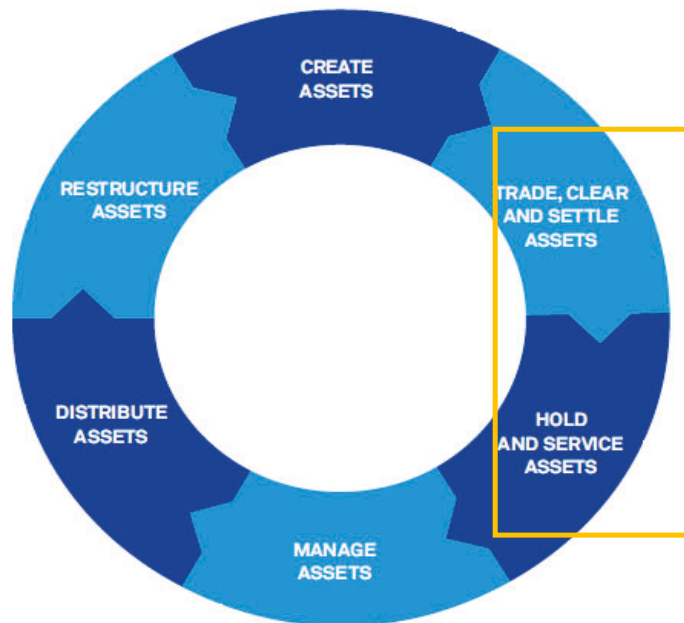 CREATE
ASSETS
TRADE, CLEAR
AND SETTLE
ASSETS
HOLD
AND SERVICE
ASSETS
MANAGE
ASSETS
DISTRIBUTE
ASSETS
RESTRUCTURE
ASSETS